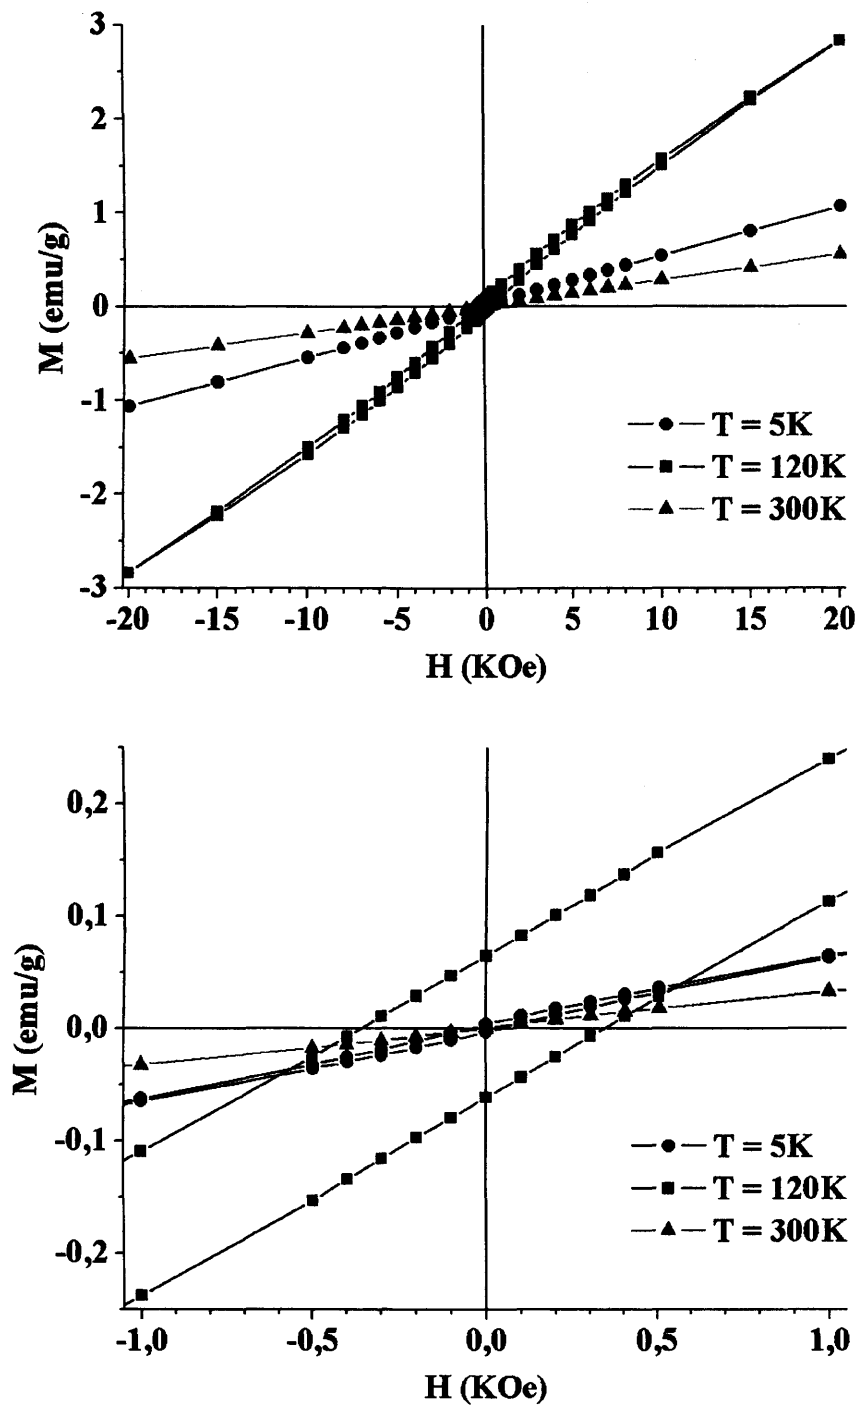 3
2
1
0
-1
-2
-3
M (emu/g)
T = 5K
T = 120K
T = 300K
-20 -15 -10 -5 0 5 10 15 20
H (KOe)
0,2
0,1
0,0
-0,1
-0,2
M (emu/g)
T = 5K
T = 120K
T = 300K
-1,0 -0,5 0,0 0,5 1,0
H (KOe)